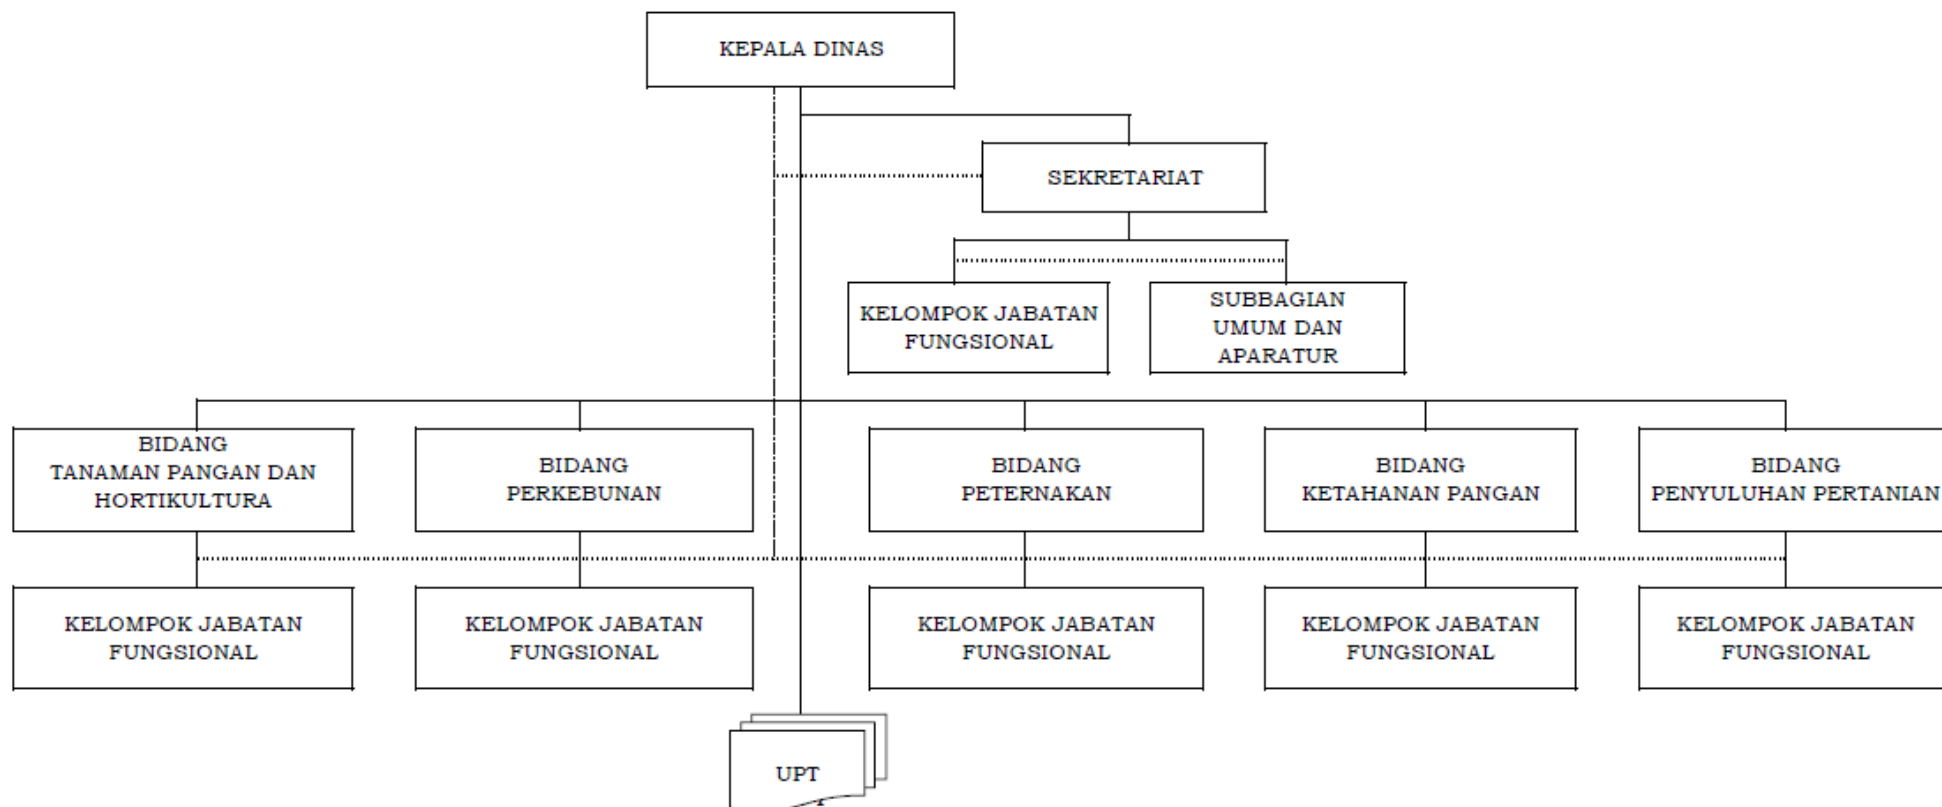 KEPALA DINAS
SEKRETARIAT
KELOMPOK JABATAN
FUNGSIONAL
SUBBAGIAN
UMUM DAN
APARATUR
BIDANG
TANAMAN PANGAN DAN
HORTIKULTURA
BIDANG
PERKEBUNAN
BIDANG
PETERNAKAN
BIDANG
KETAHANAN PANGAN
BIDANG
PENYULUHAN PERTANIAN
KELOMPOK JABATAN
FUNGSIONAL
KELOMPOK JABATAN
FUNGSIONAL
KELOMPOK JABATAN
FUNGSIONAL
KELOMPOK JABATAN
FUNGSIONAL
KELOMPOK JABATAN
FUNGSIONAL
UPT